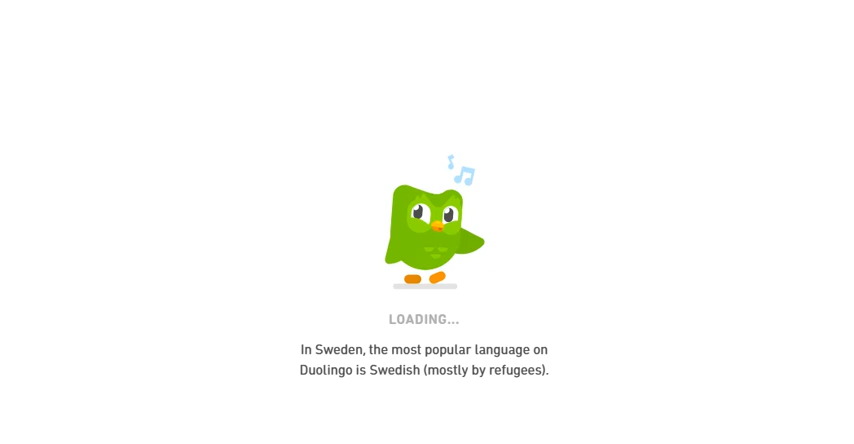 LOADING...
In Sweden, the most popular language on
Duolingo is Swedish (mostly by refugees).